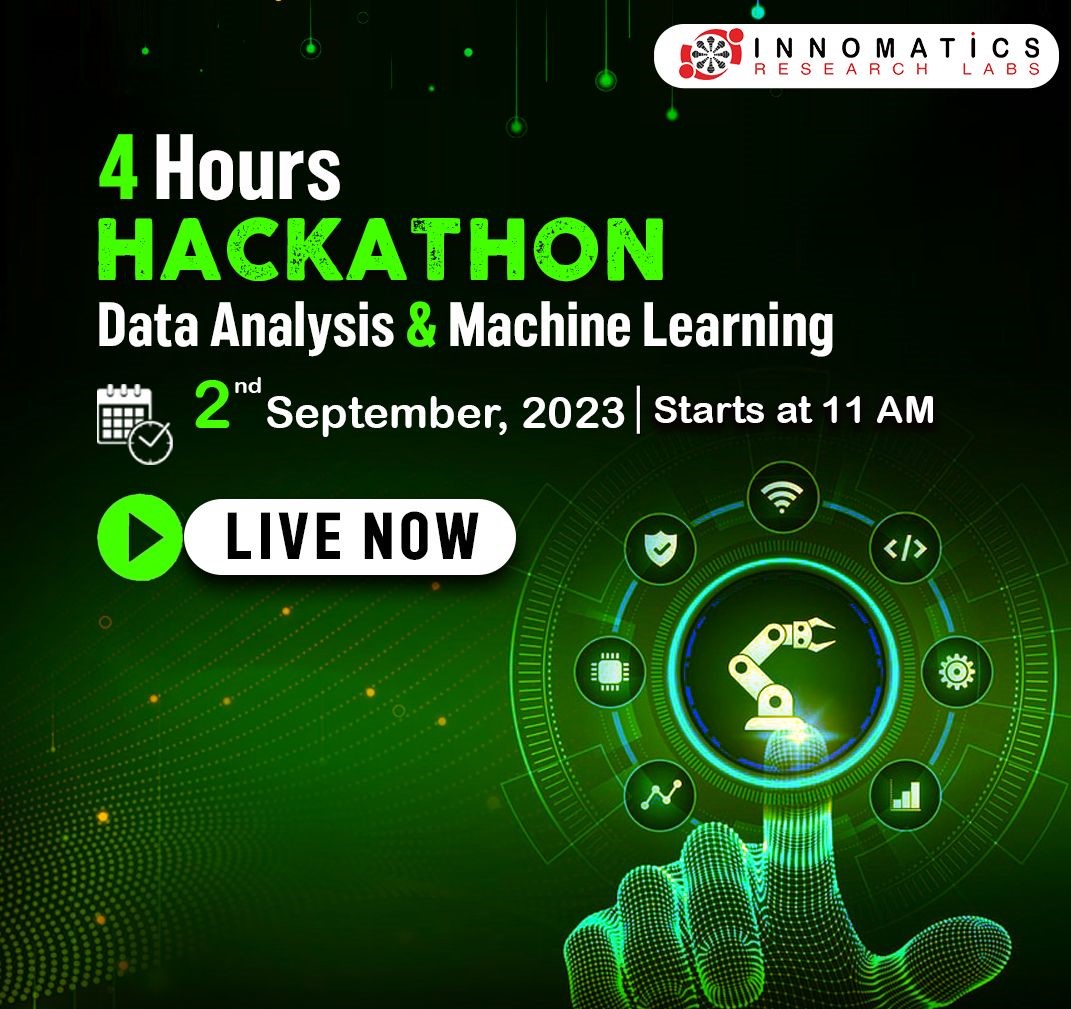 INNOMATiCS
RESEARCH LABS
4 Hours
HACKATHON
Data Analysis & Machine Learning
2nd September, 2023 | Starts at 11 AM
LIVE NOW
</>